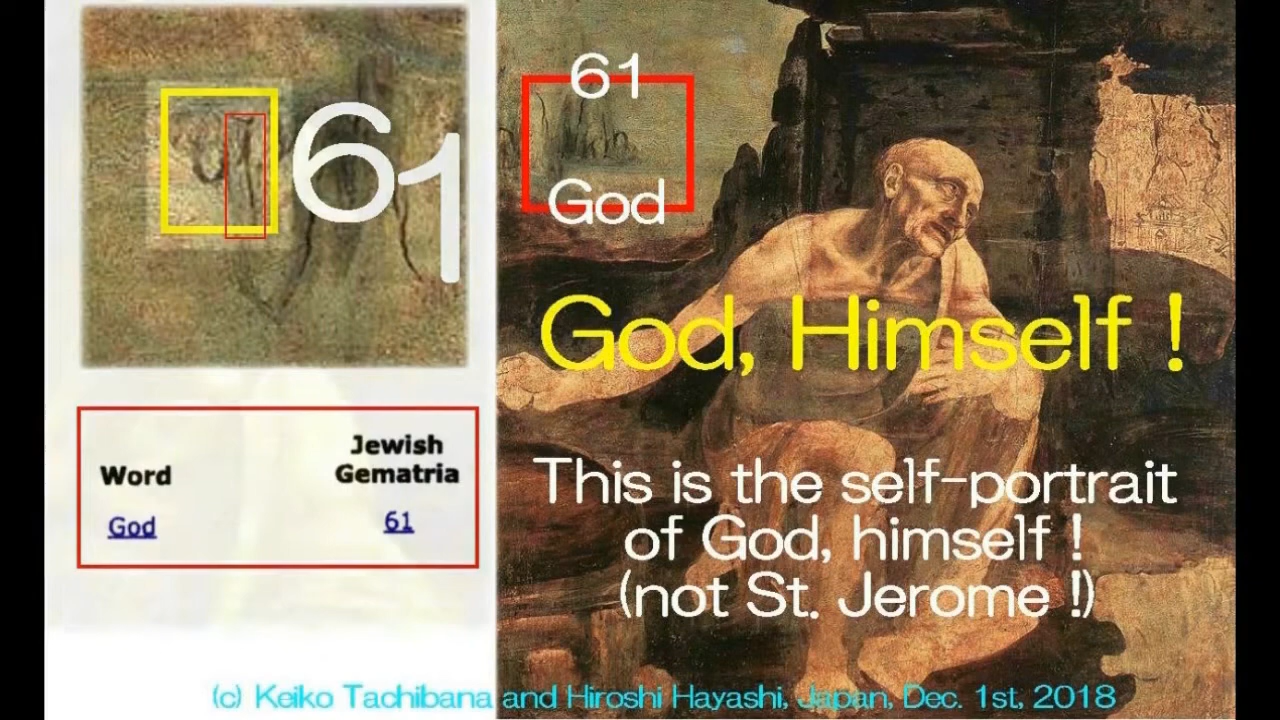 61
Word
Jewish
Gematria
God
61
61
God
God, Himself !
This is the self-portrait
of God, himself !
(not St. Jerome !)
(c) Keiko Tachibana and Hiroshi Hayashi, Japan, Dec. 1st, 2018